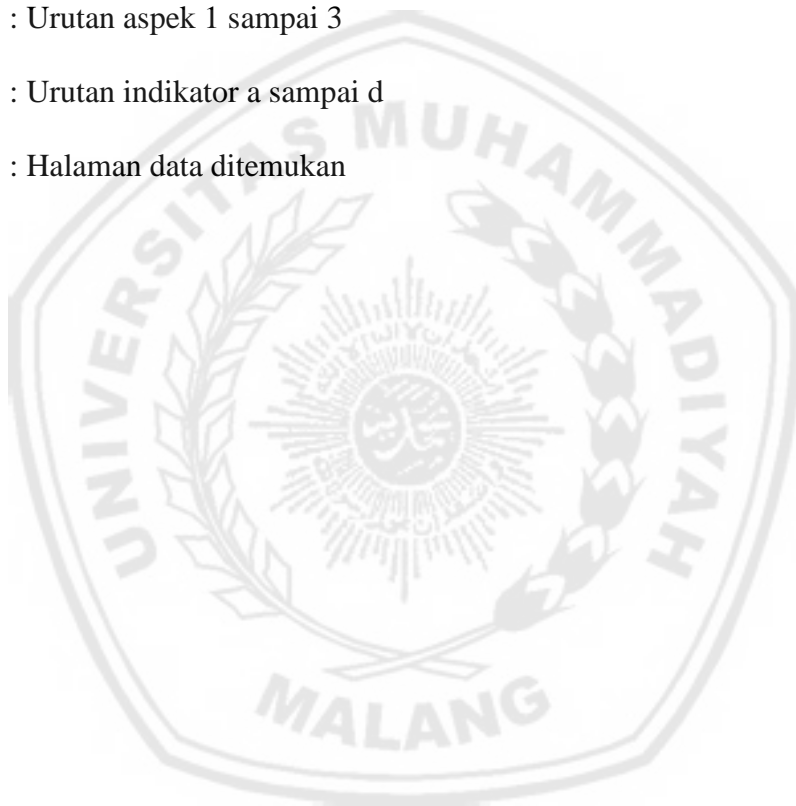 : Urutan aspek 1 sampai 3
: Urutan indikator a sampai d
: Halaman data ditemukan
UNIVERSITAS MUHAMMADIYAH
MALANG